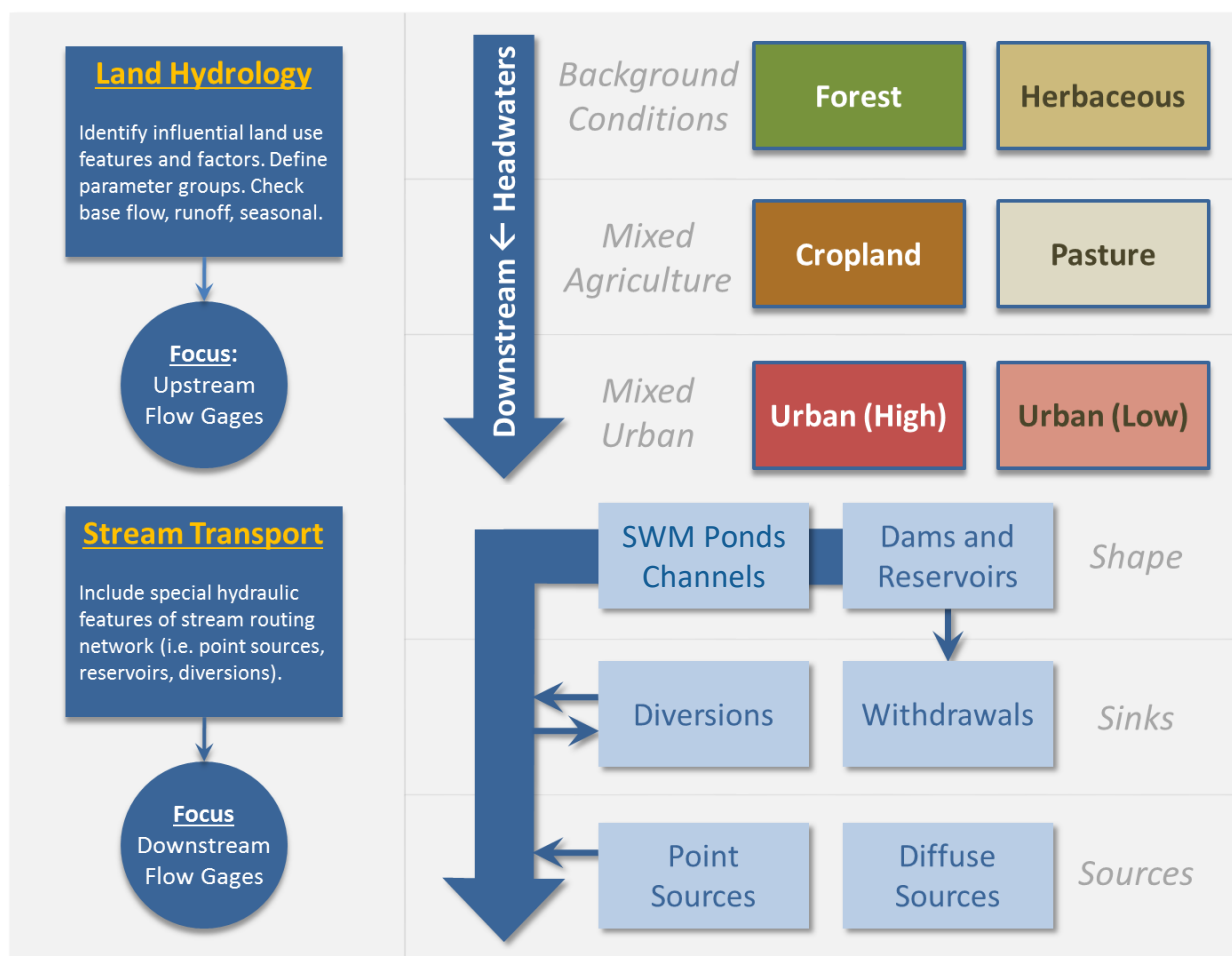 Land Hydrology
Identify influential land use
features and factors. Define
parameter groups. Check
base flow, runoff, seasonal.
Focus:
Upstream
Flow Gages
Stream Transport
Include special hydraulic
features of stream routing
network (i.e. point sources,
reservoirs, diversions).
Focus
Downstream
Flow Gages
Downstream ← Headwaters
Background
Conditions
Forest
Herbaceous
Mixed
Agriculture
Cropland
Pasture
Mixed
Urban
Urban (High)
Urban (Low)
SWM Ponds
Channels
Dams and
Reservoirs
Shape
Diversions
Withdrawals
Sinks
Point
Sources
Diffuse
Sources
Sources